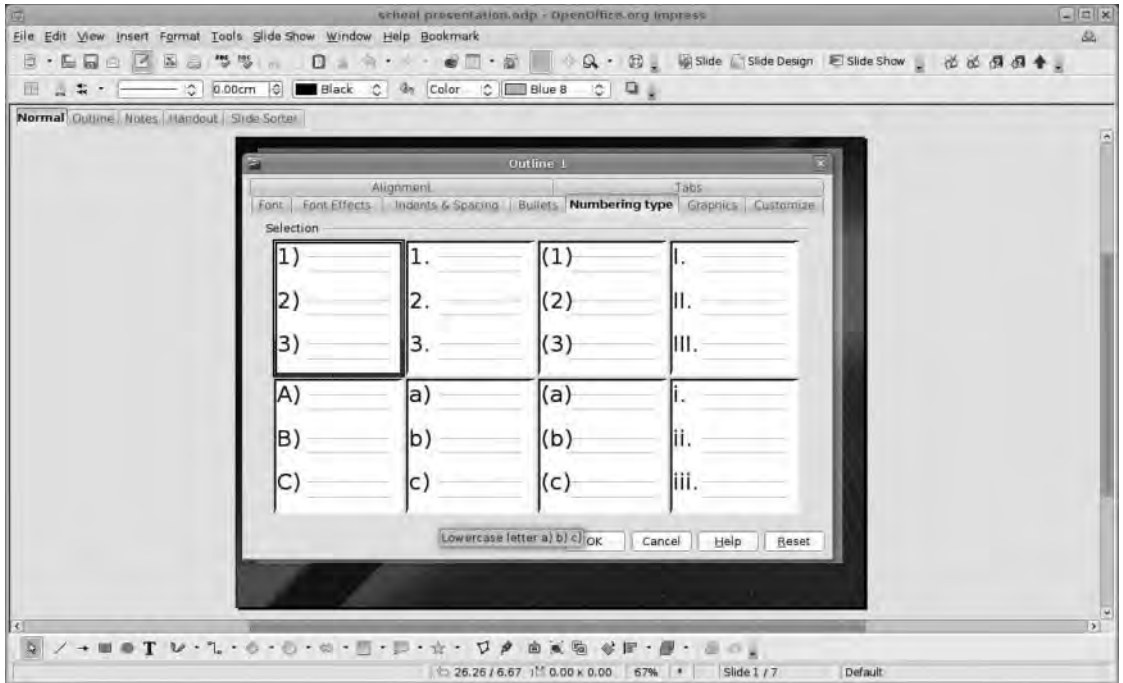 school presentation.odp - OpenOffice.org Impress
File Edit View Insert Format Tools Slide Show Window Help Bookmark
Slide Slide Design Slide Show
0.00cm Black Color Blue 8
Normal Outline Notes Handout Slide Sorter
Outline 1
Alignment Tabs
Font Font Effects Indents & Spacing Bullets Numbering type Graphics Customize
Selection
1) 1. (1) I.
2) 2. (2) II.
3) 3. (3) III.
A) a) (a) i.
B) b) (b) ii.
C) c) (c) iii.
Lowercase letter a) b) c) OK Cancel Help Reset
T
26.26 / 6.67 0.00 x 0.00 67% * Slide 1 / 7 Default